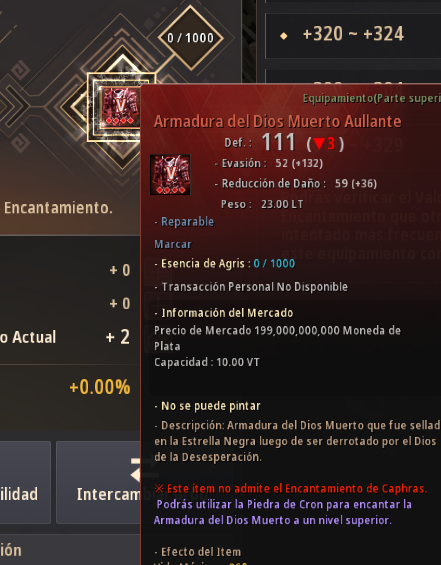 0 / 1000
+320 ~ +324
V
Equipamiento(Parte superi
Armadura del Dios Muerto Aullante
Def. : 111 (▼3 )
V
- Evasión : 52 (+132)
- Reducción de Daño : 59 (+36)
Peso : 23.00 LT
Encantamiento.
- Reparable
Marcar
- Esencia de Agris : 0 / 1000
+ 0
- Transacción Personal No Disponible
+ 0
- Información del Mercado
o Actual + 2
Precio de Mercado 199,000,000,000 Moneda de
Plata
Capacidad : 10.00 VT
+0.00%
- No se puede pintar
- Descripción: Armadura del Dios Muerto que fue sellad
en la Estrella Negra luego de ser derrotado por el Dios
de la Desesperación.
ilidad
Intercam
※ Este item no admite el Encantamiento de Caphras.
Podrás utilizar la Piedra de Cron para encantar la
Armadura del Dios Muerto a un nivel superior.
ión
- Efecto del Item